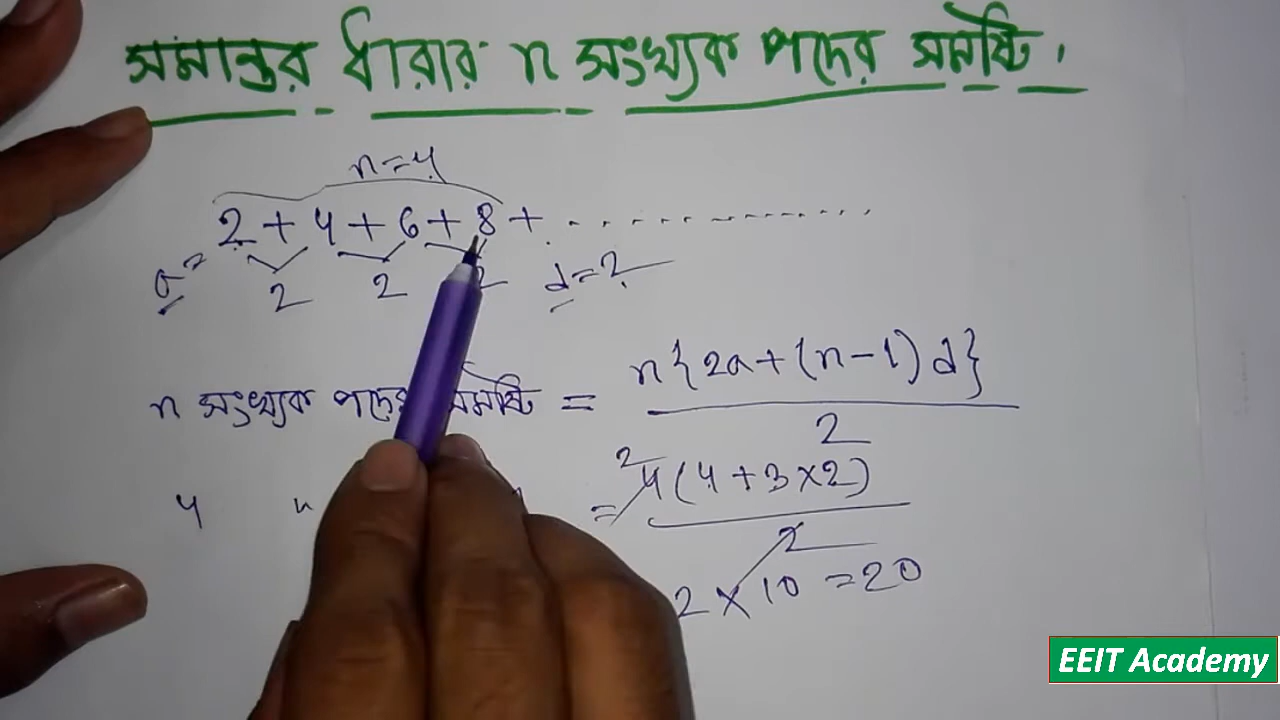 সমান্তর ধারার n সংখ্যক পদের সমষ্টি।
n=4
2+4+6+8+...............
a=
2 2 2 d=2
n সংখ্যক পদের সমষ্টি = n{2a+(n-1)d}
2
4 " = 2 4(4+3×2)
2
2×10=20
EEIT Academy